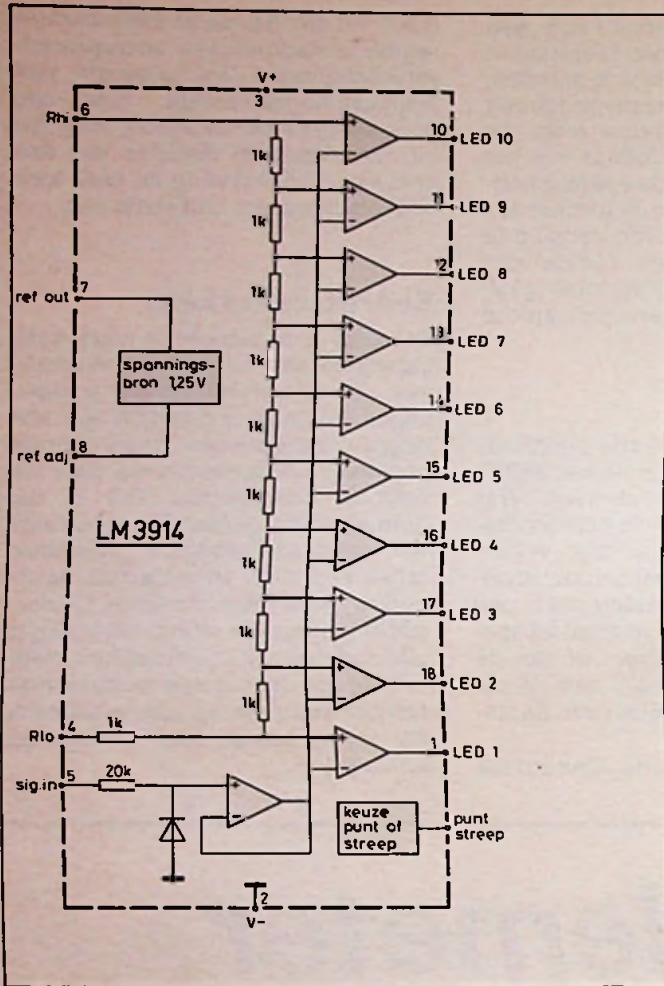 V+
3
Rhi 6
10 LED 10
1k
11 LED 9
1k
12 LED 8
1k
ref out 7
13 LED 7
1k
spannings-
bron 1,25V
14 LED 6
1k
ref adj 8
15 LED 5
1k
LM3914
16 LED 4
1k
17 LED 3
1k
18 LED 2
1k
Rlo 4 1k
1 LED 1
sig.in 5 20k
keuze
punt of
streep
punt
streep
2
V-